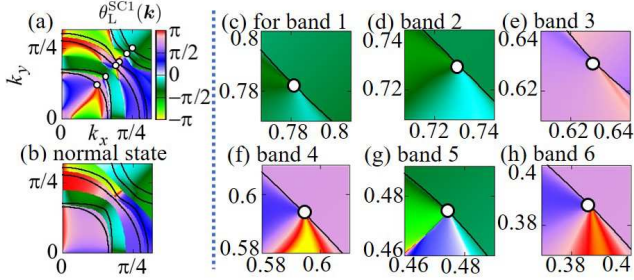 θ_L^SC1(k)
(a)
π/4
k_y
0
0
k_x π/4
π
π/2
0
−π/2
−π
(b) normal state
π/4
0
0
π/4
(c) for band 1
0.8
0.78
0.78 0.8
(d) band 2
0.74
0.72
0.72 0.74
(e) band 3
0.64
0.62
0.62 0.64
(f) band 4
0.6
0.58
0.58 0.6
(g) band 5
0.48
0.46
0.46 0.48
(h) band 6
0.4
0.38
0.38 0.4